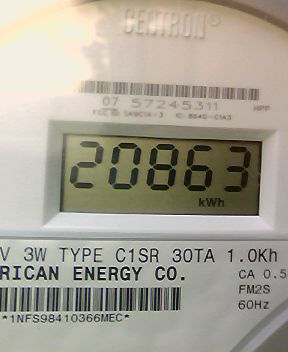 CENTRON®
07 57245311
HPP
20863
kWh
V 3W TYPE C1SR 30TA 1.0Kh
RICAN ENERGY CO.
CA 0.5
FM2S
60Hz
*1NFS98410366MEC*